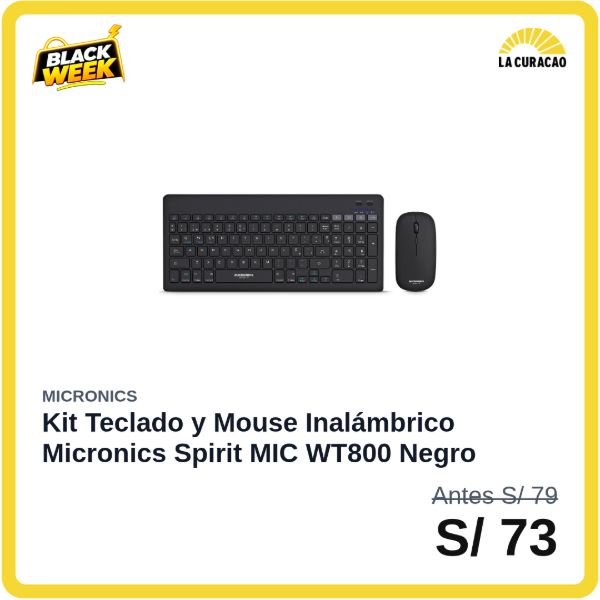 BLACK
WEEK
LA CURACAO
MICRONICS
Kit Teclado y Mouse Inalámbrico
Micronics Spirit MIC WT800 Negro
Antes S/ 79
S/ 73